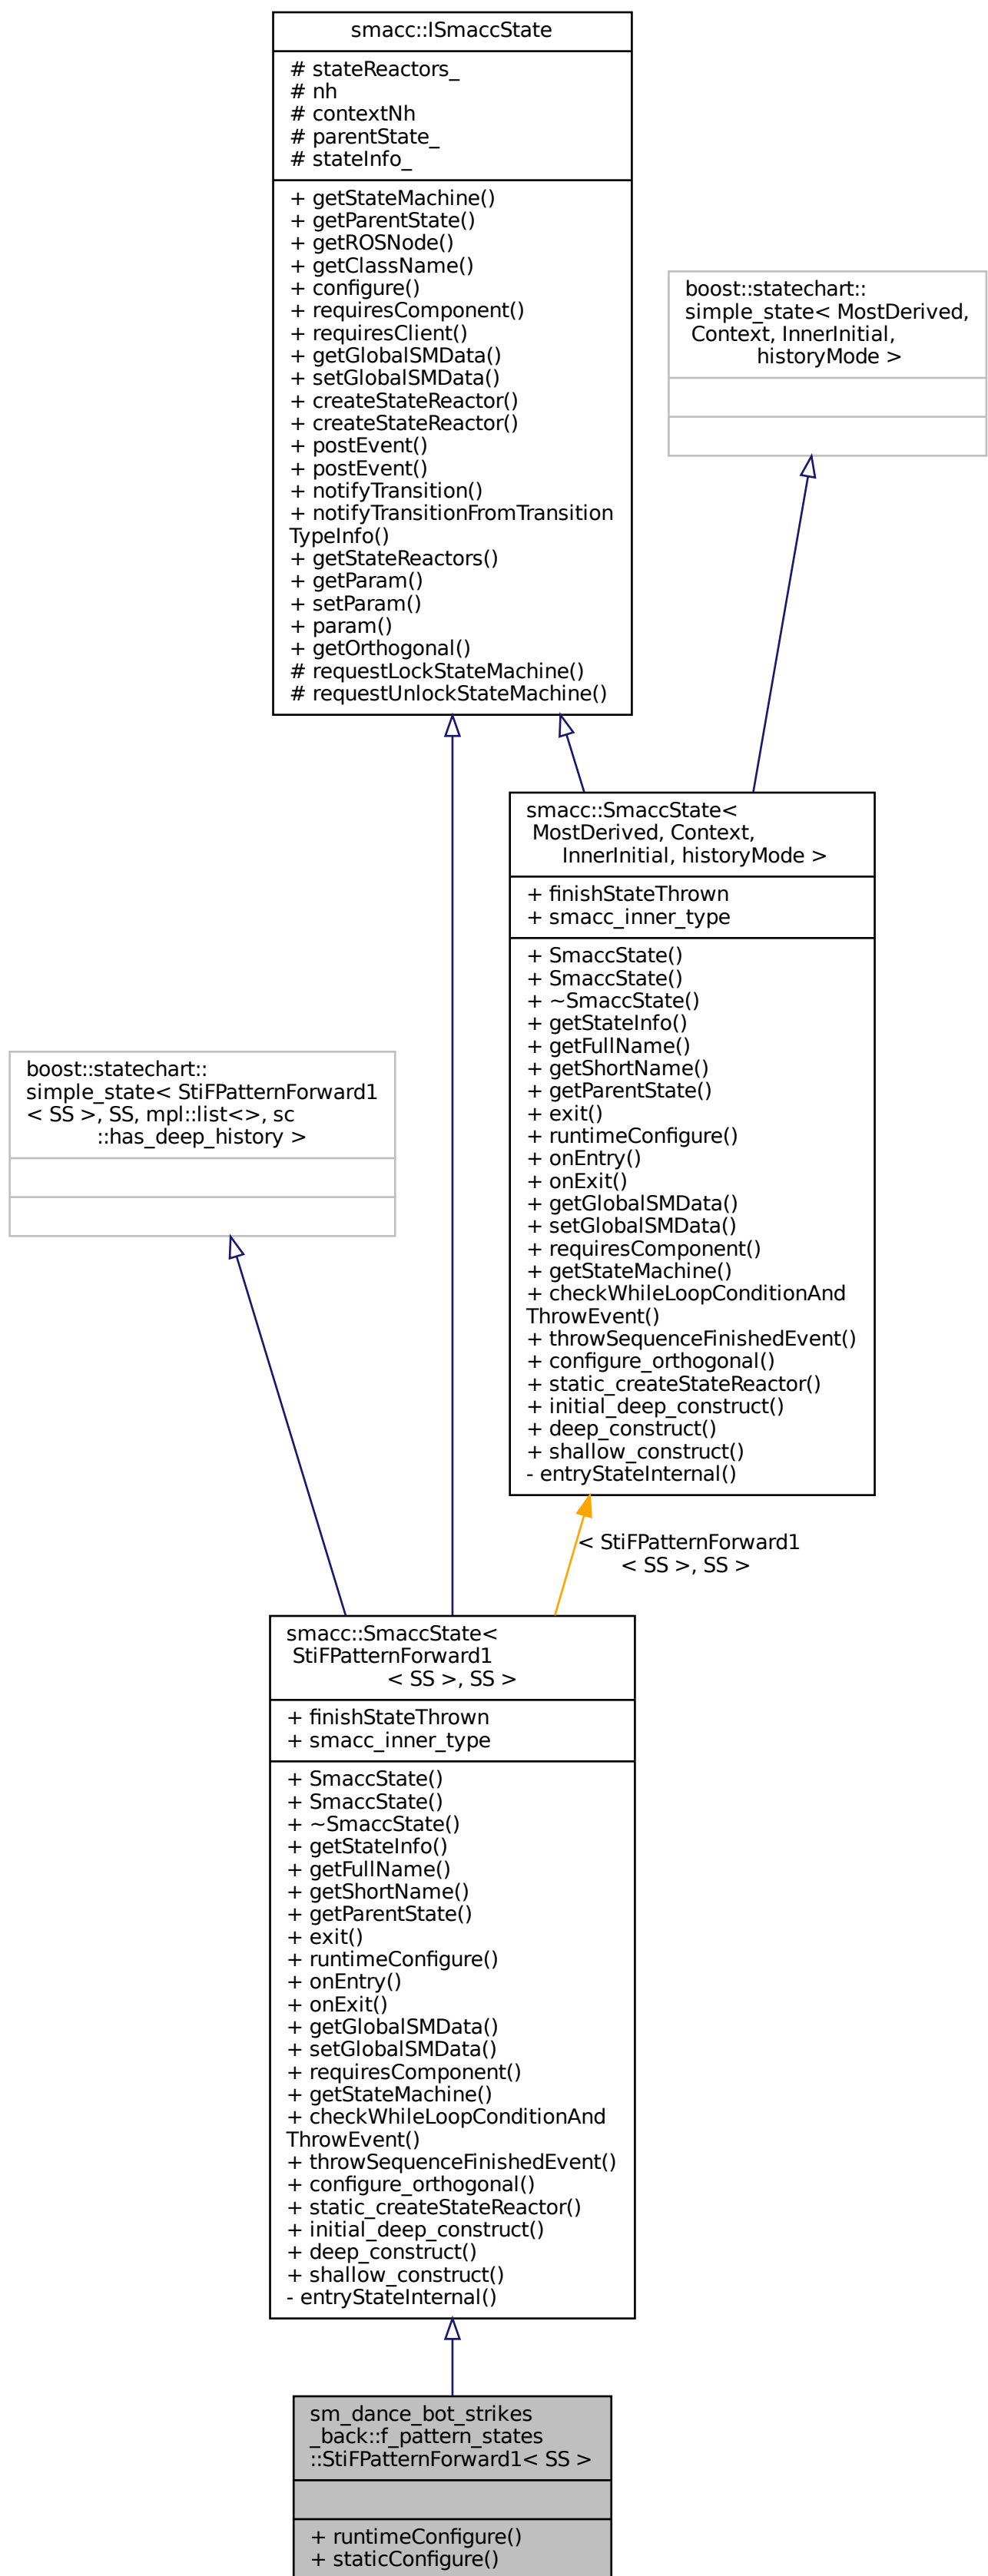 smacc::ISmaccState
# stateReactors_
# nh
# contextNh
# parentState_
# stateInfo_
+ getStateMachine()
+ getParentState()
+ getROSNode()
+ getClassName()
+ configure()
+ requiresComponent()
+ requiresClient()
+ getGlobalSMData()
+ setGlobalSMData()
+ createStateReactor()
+ createStateReactor()
+ postEvent()
+ postEvent()
+ notifyTransition()
+ notifyTransitionFromTransition
TypeInfo()
+ getStateReactors()
+ getParam()
+ setParam()
+ param()
+ getOrthogonal()
# requestLockStateMachine()
# requestUnlockStateMachine()
boost::statechart::
simple_state< MostDerived,
Context, InnerInitial,
historyMode >
smacc::SmaccState<
MostDerived, Context,
InnerInitial, historyMode >
+ finishStateThrown
+ smacc_inner_type
+ SmaccState()
+ SmaccState()
+ ~SmaccState()
+ getStateInfo()
+ getFullName()
+ getShortName()
+ getParentState()
+ exit()
+ runtimeConfigure()
+ onEntry()
+ onExit()
+ getGlobalSMData()
+ setGlobalSMData()
+ requiresComponent()
+ getStateMachine()
+ checkWhileLoopConditionAnd
ThrowEvent()
+ throwSequenceFinishedEvent()
+ configure_orthogonal()
+ static_createStateReactor()
+ initial_deep_construct()
+ deep_construct()
+ shallow_construct()
- entryStateInternal()
boost::statechart::
simple_state< StiFPatternForward1
< SS >, SS, mpl::list<>, sc
::has_deep_history >
< StiFPatternForward1
< SS >, SS >
smacc::SmaccState<
StiFPatternForward1
< SS >, SS >
+ finishStateThrown
+ smacc_inner_type
+ SmaccState()
+ SmaccState()
+ ~SmaccState()
+ getStateInfo()
+ getFullName()
+ getShortName()
+ getParentState()
+ exit()
+ runtimeConfigure()
+ onEntry()
+ onExit()
+ getGlobalSMData()
+ setGlobalSMData()
+ requiresComponent()
+ getStateMachine()
+ checkWhileLoopConditionAnd
ThrowEvent()
+ throwSequenceFinishedEvent()
+ configure_orthogonal()
+ static_createStateReactor()
+ initial_deep_construct()
+ deep_construct()
+ shallow_construct()
- entryStateInternal()
sm_dance_bot_strikes
_back::f_pattern_states
::StiFPatternForward1< SS >
+ runtimeConfigure()
+ staticConfigure()